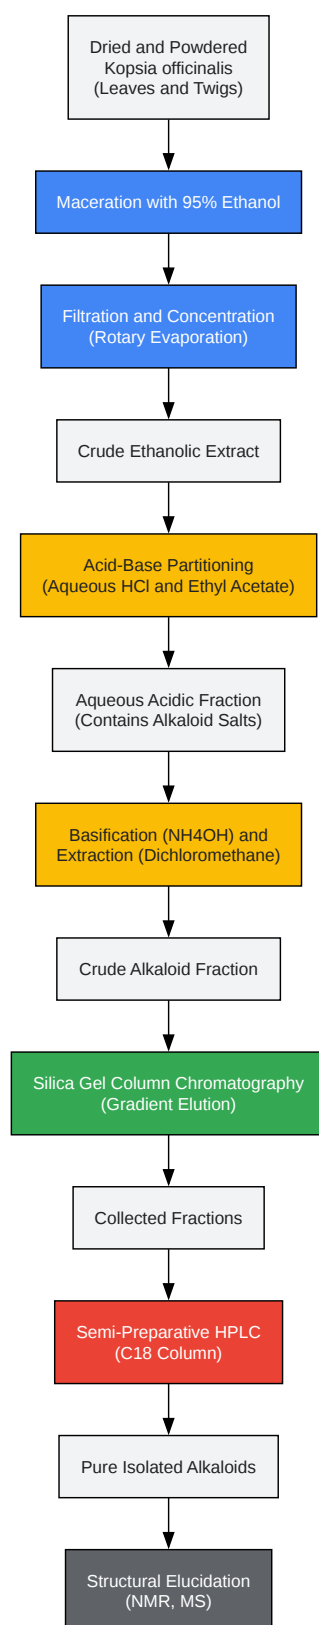 Dried and Powdered
Kopsia officinalis
(Leaves and Twigs)
Maceration with 95% Ethanol
Filtration and Concentration
(Rotary Evaporation)
Crude Ethanolic Extract
Acid-Base Partitioning
(Aqueous HCl and Ethyl Acetate)
Aqueous Acidic Fraction
(Contains Alkaloid Salts)
Basification (NH4OH) and
Extraction (Dichloromethane)
Crude Alkaloid Fraction
Silica Gel Column Chromatography
(Gradient Elution)
Collected Fractions
Semi-Preparative HPLC
(C18 Column)
Pure Isolated Alkaloids
Structural Elucidation
(NMR, MS)